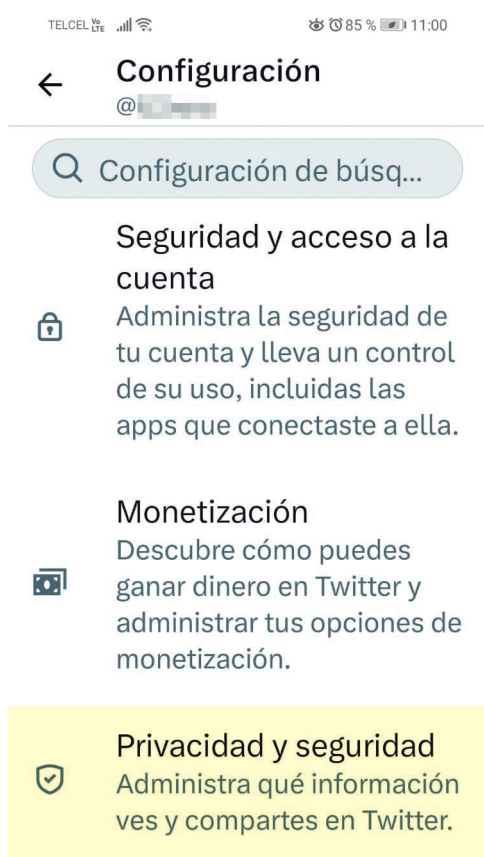 TELCEL Vo LTE 85 % 11:00
Configuración
@
Configuración de búsq...
Seguridad y acceso a la
cuenta
Administra la seguridad de
tu cuenta y lleva un control
de su uso, incluidas las
apps que conectaste a ella.
Monetización
Descubre cómo puedes
ganar dinero en Twitter y
administrar tus opciones de
monetización.
Privacidad y seguridad
Administra qué información
ves y compartes en Twitter.